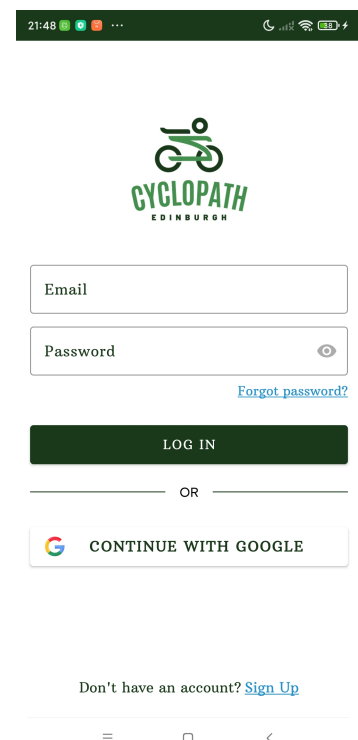 21:48
38
CYCLOPATH
EDINBURGH
Email
Password
Forgot password?
LOG IN
OR
CONTINUE WITH GOOGLE
Don't have an account? Sign Up